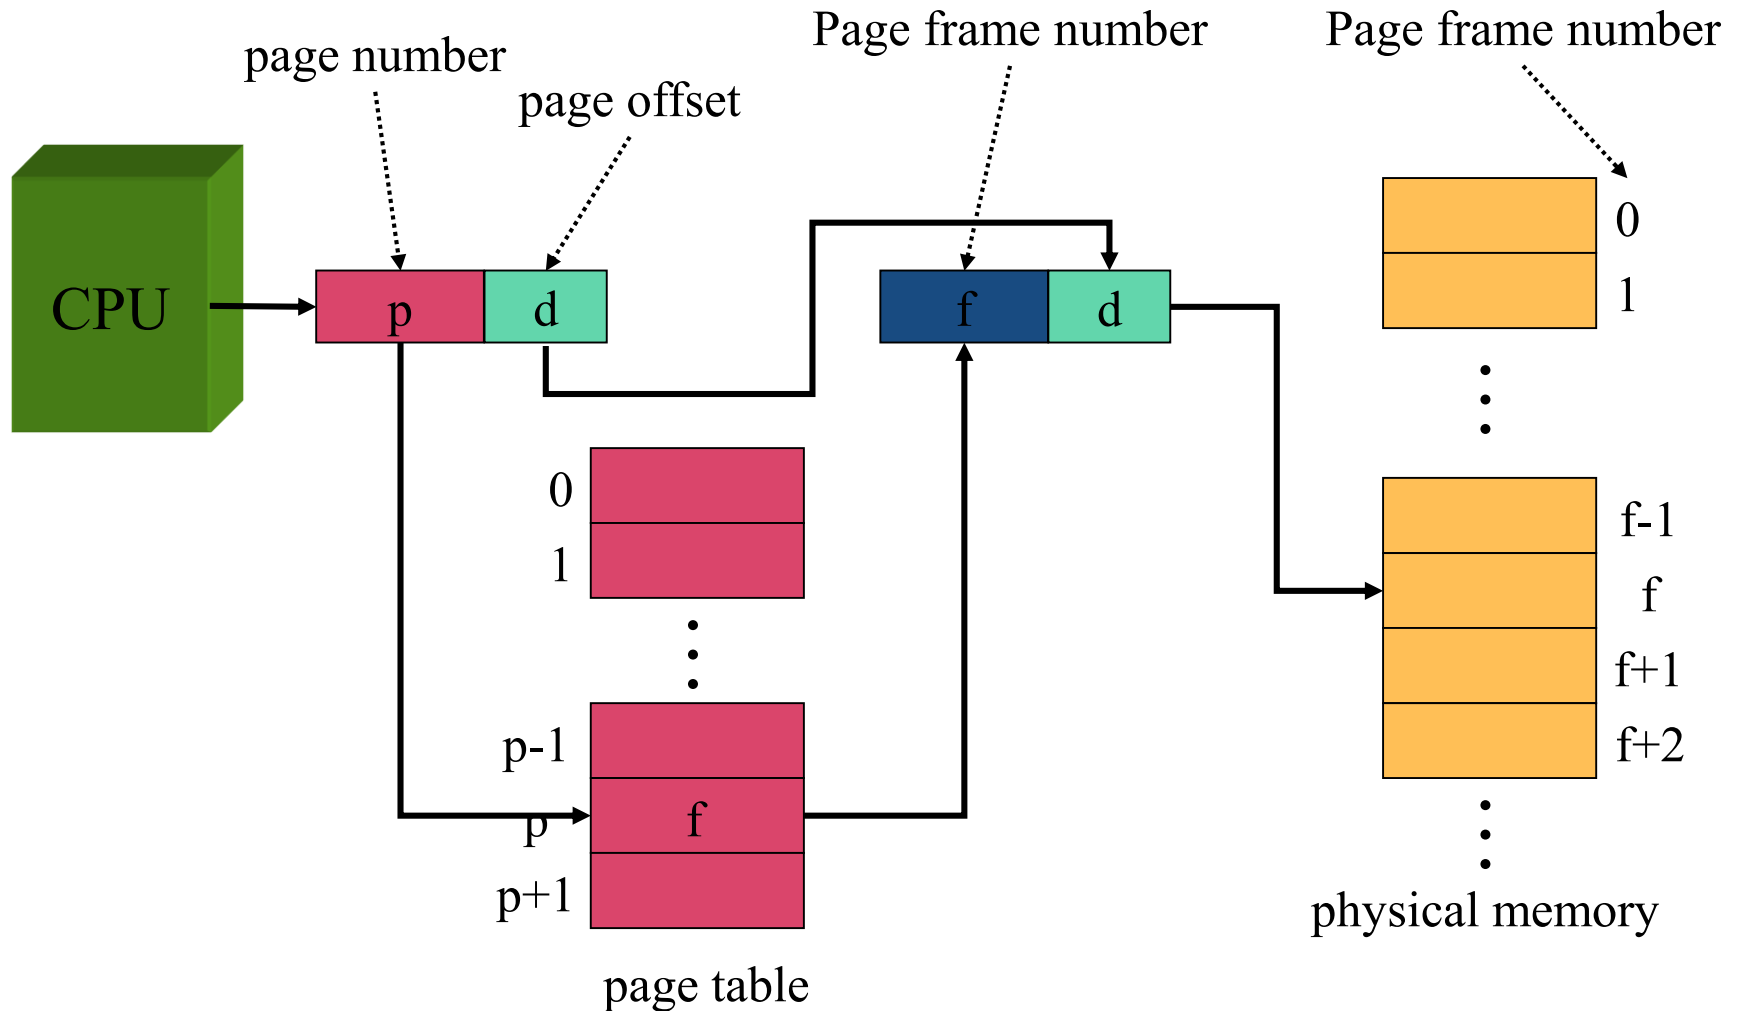 page number
page offset
Page frame number
Page frame number
CPU
p
d
f
d
0
1
0
1
p-1
p
f
p+1
page table
f-1
f
f+1
f+2
physical memory